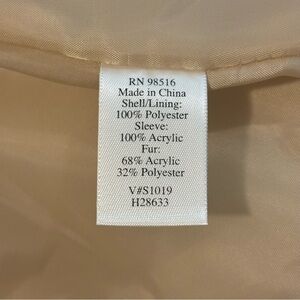 RN 98516
Made in China
Shell/Lining:
100% Polyester
Sleeve:
100% Acrylic
Fur:
68% Acrylic
32% Polyester
V#S1019
H28633